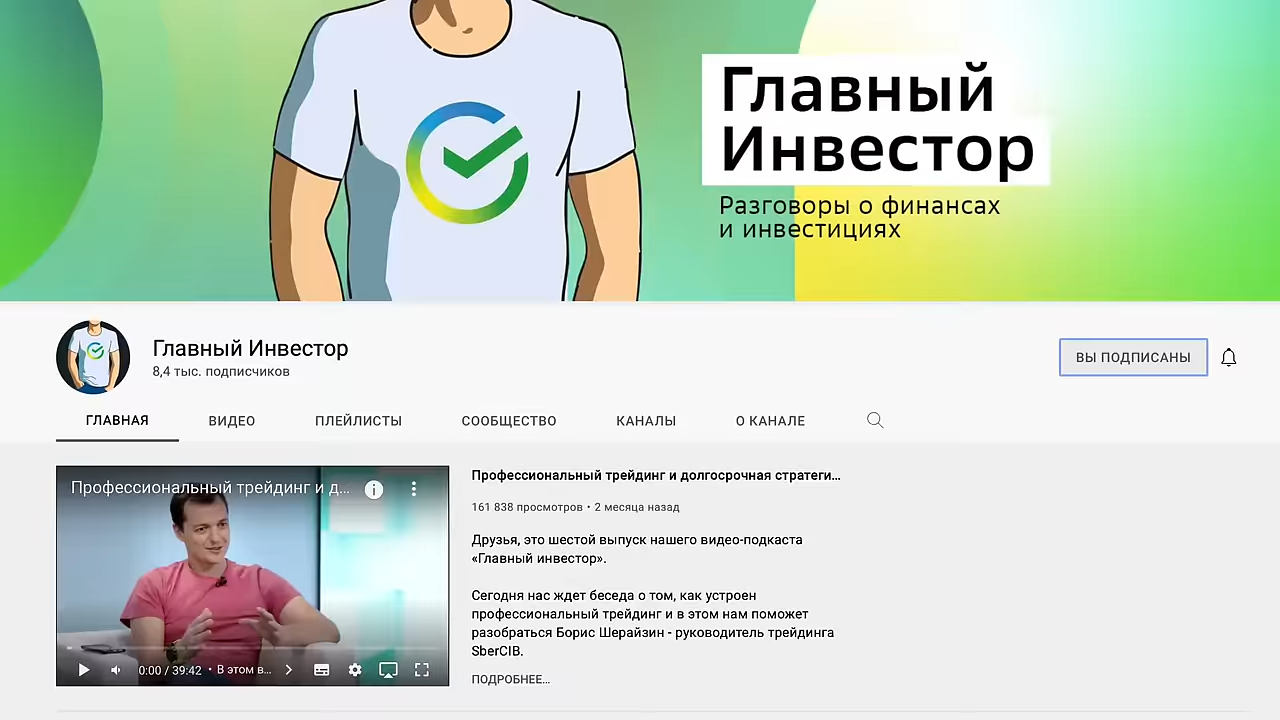 Главный
Инвестор
Разговоры о финансах
и инвестициях
Главный Инвестор
8,4 тыс. подписчиков
ВЫ ПОДПИСАНЫ
ГЛАВНАЯ ВИДЕО ПЛЕЙЛИСТЫ СООБЩЕСТВО КАНАЛЫ О КАНАЛЕ
Профессиональный трейдинг и д...
0:00 / 39:42 • В этом в...
Профессиональный трейдинг и долгосрочная стратеги...
161 838 просмотров • 2 месяца назад
Друзья, это шестой выпуск нашего видео-подкаста
«Главный инвестор».
Сегодня нас ждет беседа о том, как устроен
профессиональный трейдинг и в этом нам поможет
разобраться Борис Шерайзин - руководитель трейдинга
SberCIB.
ПОДРОБНЕЕ...